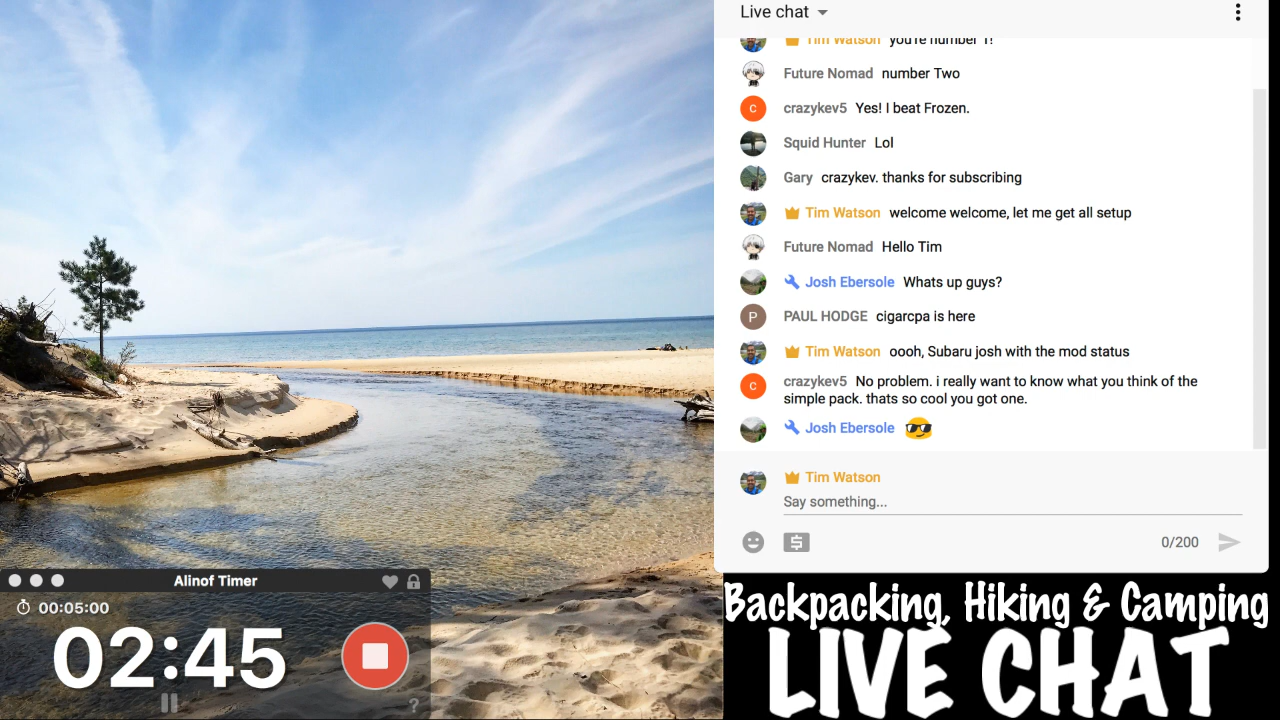 Live chat
Tim Watson you're number 1!
Future Nomad number Two
C crazykev5 Yes! I beat Frozen.
Squid Hunter Lol
Gary crazykev. thanks for subscribing
Tim Watson welcome welcome, let me get all setup
Future Nomad Hello Tim
Josh Ebersole Whats up guys?
P PAUL HODGE cigarcpa is here
Tim Watson oooh, Subaru josh with the mod status
C crazykev5 No problem. i really want to know what you think of the
simple pack. thats so cool you got one.
Josh Ebersole
Tim Watson
Say something...
$ 0/200
Alinof Timer
00:05:00
02:45
?
Backpacking, Hiking & Camping
LIVE CHAT